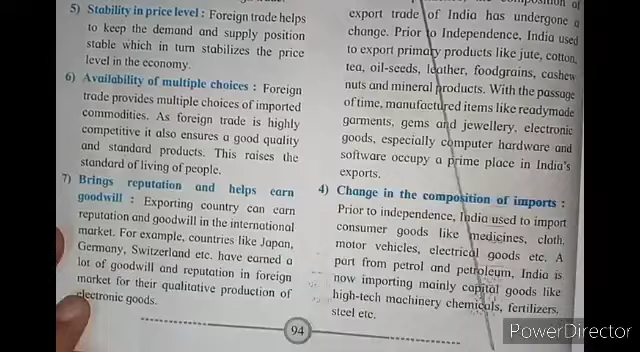 5) Stability in price level : Foreign trade helps
to keep the demand and supply position
stable which in turn stabilizes the price
level in the economy.
6) Availability of multiple choices : Foreign
trade provides multiple choices of imported
commodities. As foreign trade is highly
competitive it also ensures a good quality
and standard products. This raises the
standard of living of people.
7) Brings reputation and helps earn
goodwill : Exporting country can earn
reputation and goodwill in the international
market. For example, countries like Japan,
Germany, Switzerland etc. have earned a
lot of goodwill and reputation in foreign
market for their qualitative production of
electronic goods.
export trade of India has undergone a
change. Prior to Independence, India used
to export primary products like jute, cotton,
tea, oil-seeds, leather, foodgrains, cashew
nuts and mineral products. With the passage
of time, manufactured items like readymade
garments, gems and jewellery, electronic
goods, especially computer hardware and
software occupy a prime place in India's
exports.
4) Change in the composition of imports :
Prior to independence, India used to import
consumer goods like medicines, cloth,
motor vehicles, electrical goods etc. A
part from petrol and petroleum, India is
now importing mainly capital goods like
high-tech machinery chemicals, fertilizers,
steel etc.
94
PowerDirector